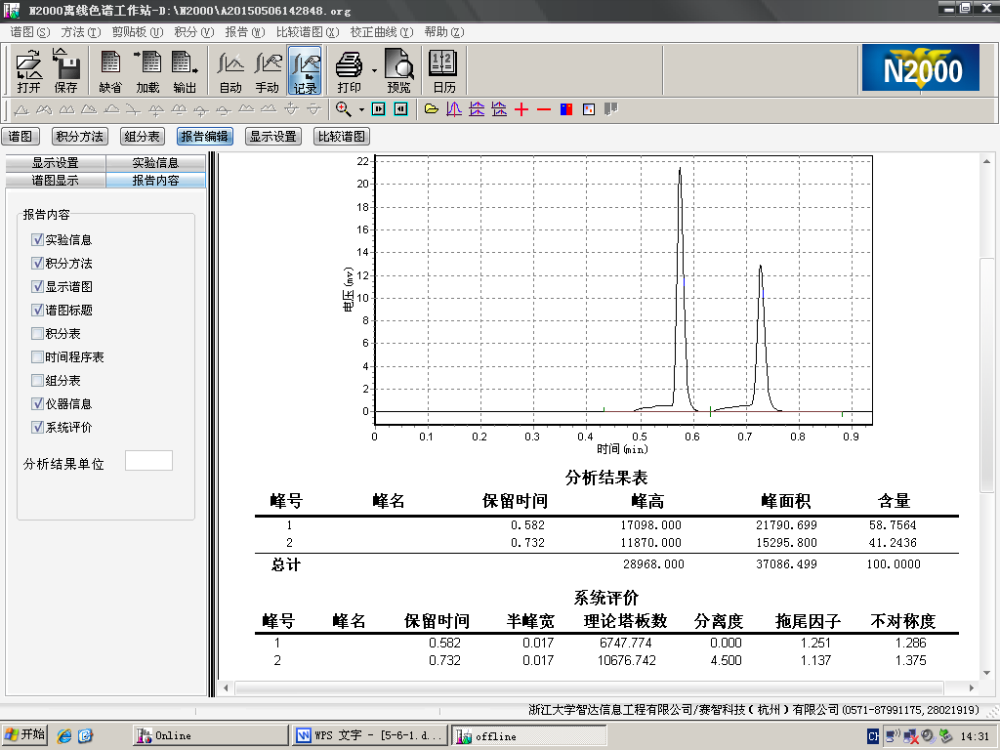 N2000离线色谱工作站-D:\N2000\A20150506142848.org
谱图(S) 方法(T) 剪贴板(U) 积分(V) 报告(W) 比较谱图(X) 校正曲线(Y) 帮助(Z)
打开 保存 缺省 加载 输出 自动 手动 记录 打印 预览 日历
N2000
谱图 积分方法 组分表 报告编辑 显示设置 比较谱图
显示设置 实验信息
谱图显示 报告内容
报告内容
实验信息
积分方法
显示谱图
谱图标题
积分表
时间程序表
组分表
仪器信息
系统评价
分析结果单位
电压(mv)
22
20
18
16
14
12
10
8
6
4
2
0
0 0.1 0.2 0.3 0.4 0.5 0.6 0.7 0.8 0.9
时间(min)
分析结果表
峰号 峰名 保留时间 峰高 峰面积 含量
1 0.582 17098.000 21790.699 58.7564
2 0.732 11870.000 15295.800 41.2436
总计 28968.000 37086.499 100.0000
系统评价
峰号 峰名 保留时间 半峰宽 理论塔板数 分离度 拖尾因子 不对称度
1 0.582 0.017 6747.774 0.000 1.251 1.286
2 0.732 0.017 10676.742 4.500 1.137 1.375
浙江大学智达信息工程有限公司/赛智科技(杭州)有限公司(0571-87991175,28021919)
开始 Online WPS 文字 - [5-6-1.d... offline CH 14:31